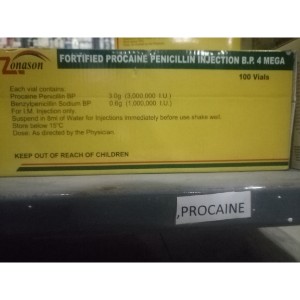 Zonason
FORTIFIED PROCAINE PENICILLIN INJECTION B.P. 4 MEGA
100 Vials
Each vial contains:
Procaine Penicillin BP 3.0g (3,000,000 I.U.)
Benzylpenicillin Sodium BP 0.6g (1,000,000 I.U.)
For I.M. Injection only.
Suspend in 8ml of Water for Injections immediately before use.shake well.
Store below 15°C
Dose: As directed by the Physician.
KEEP OUT OF REACH OF CHILDREN
,PROCAINE